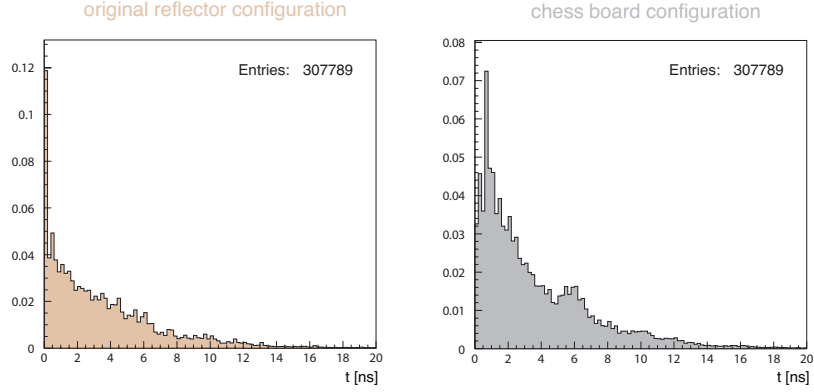 original reflector configuration
Entries: 307789
0.12
0.1
0.08
0.06
0.04
0.02
0
0 2 4 6 8 10 12 14 16 18 20
t [ns]
chess board configuration
Entries: 307789
0.08
0.07
0.06
0.05
0.04
0.03
0.02
0.01
0
0 2 4 6 8 10 12 14 16 18 20
t [ns]